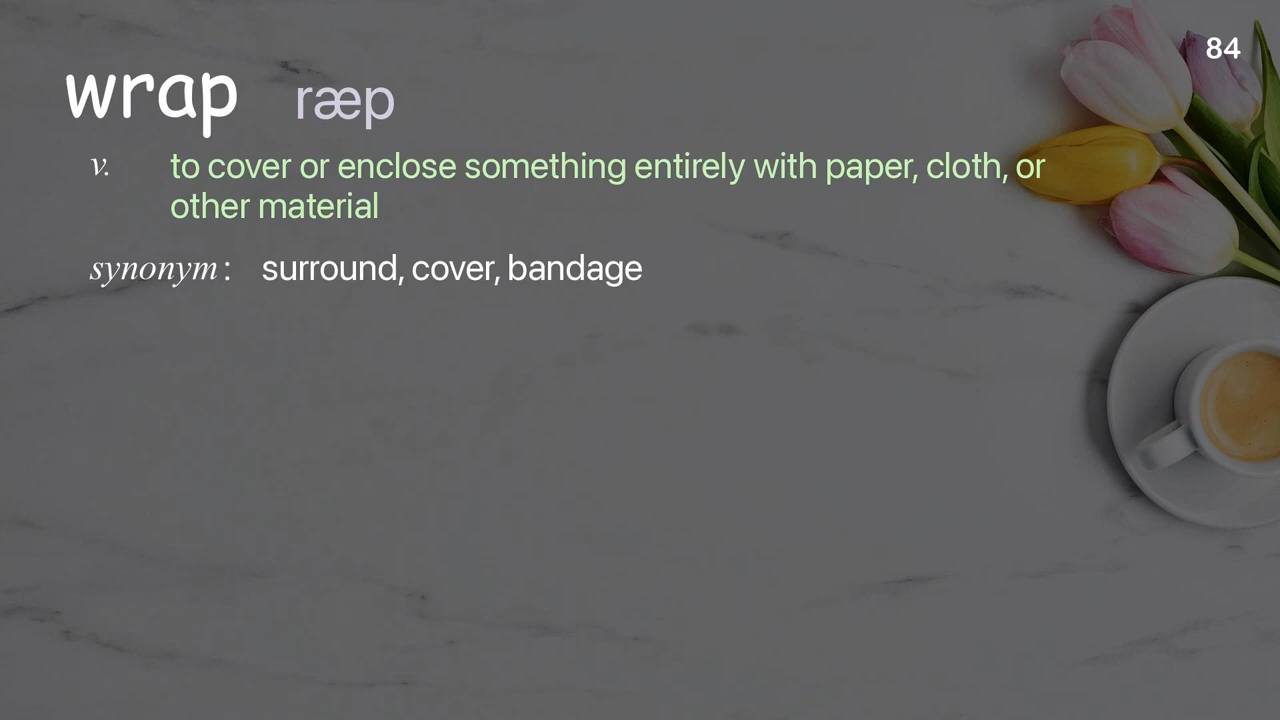 84
wrap ræp
v. to cover or enclose something entirely with paper, cloth, or
other material
synonym : surround, cover, bandage